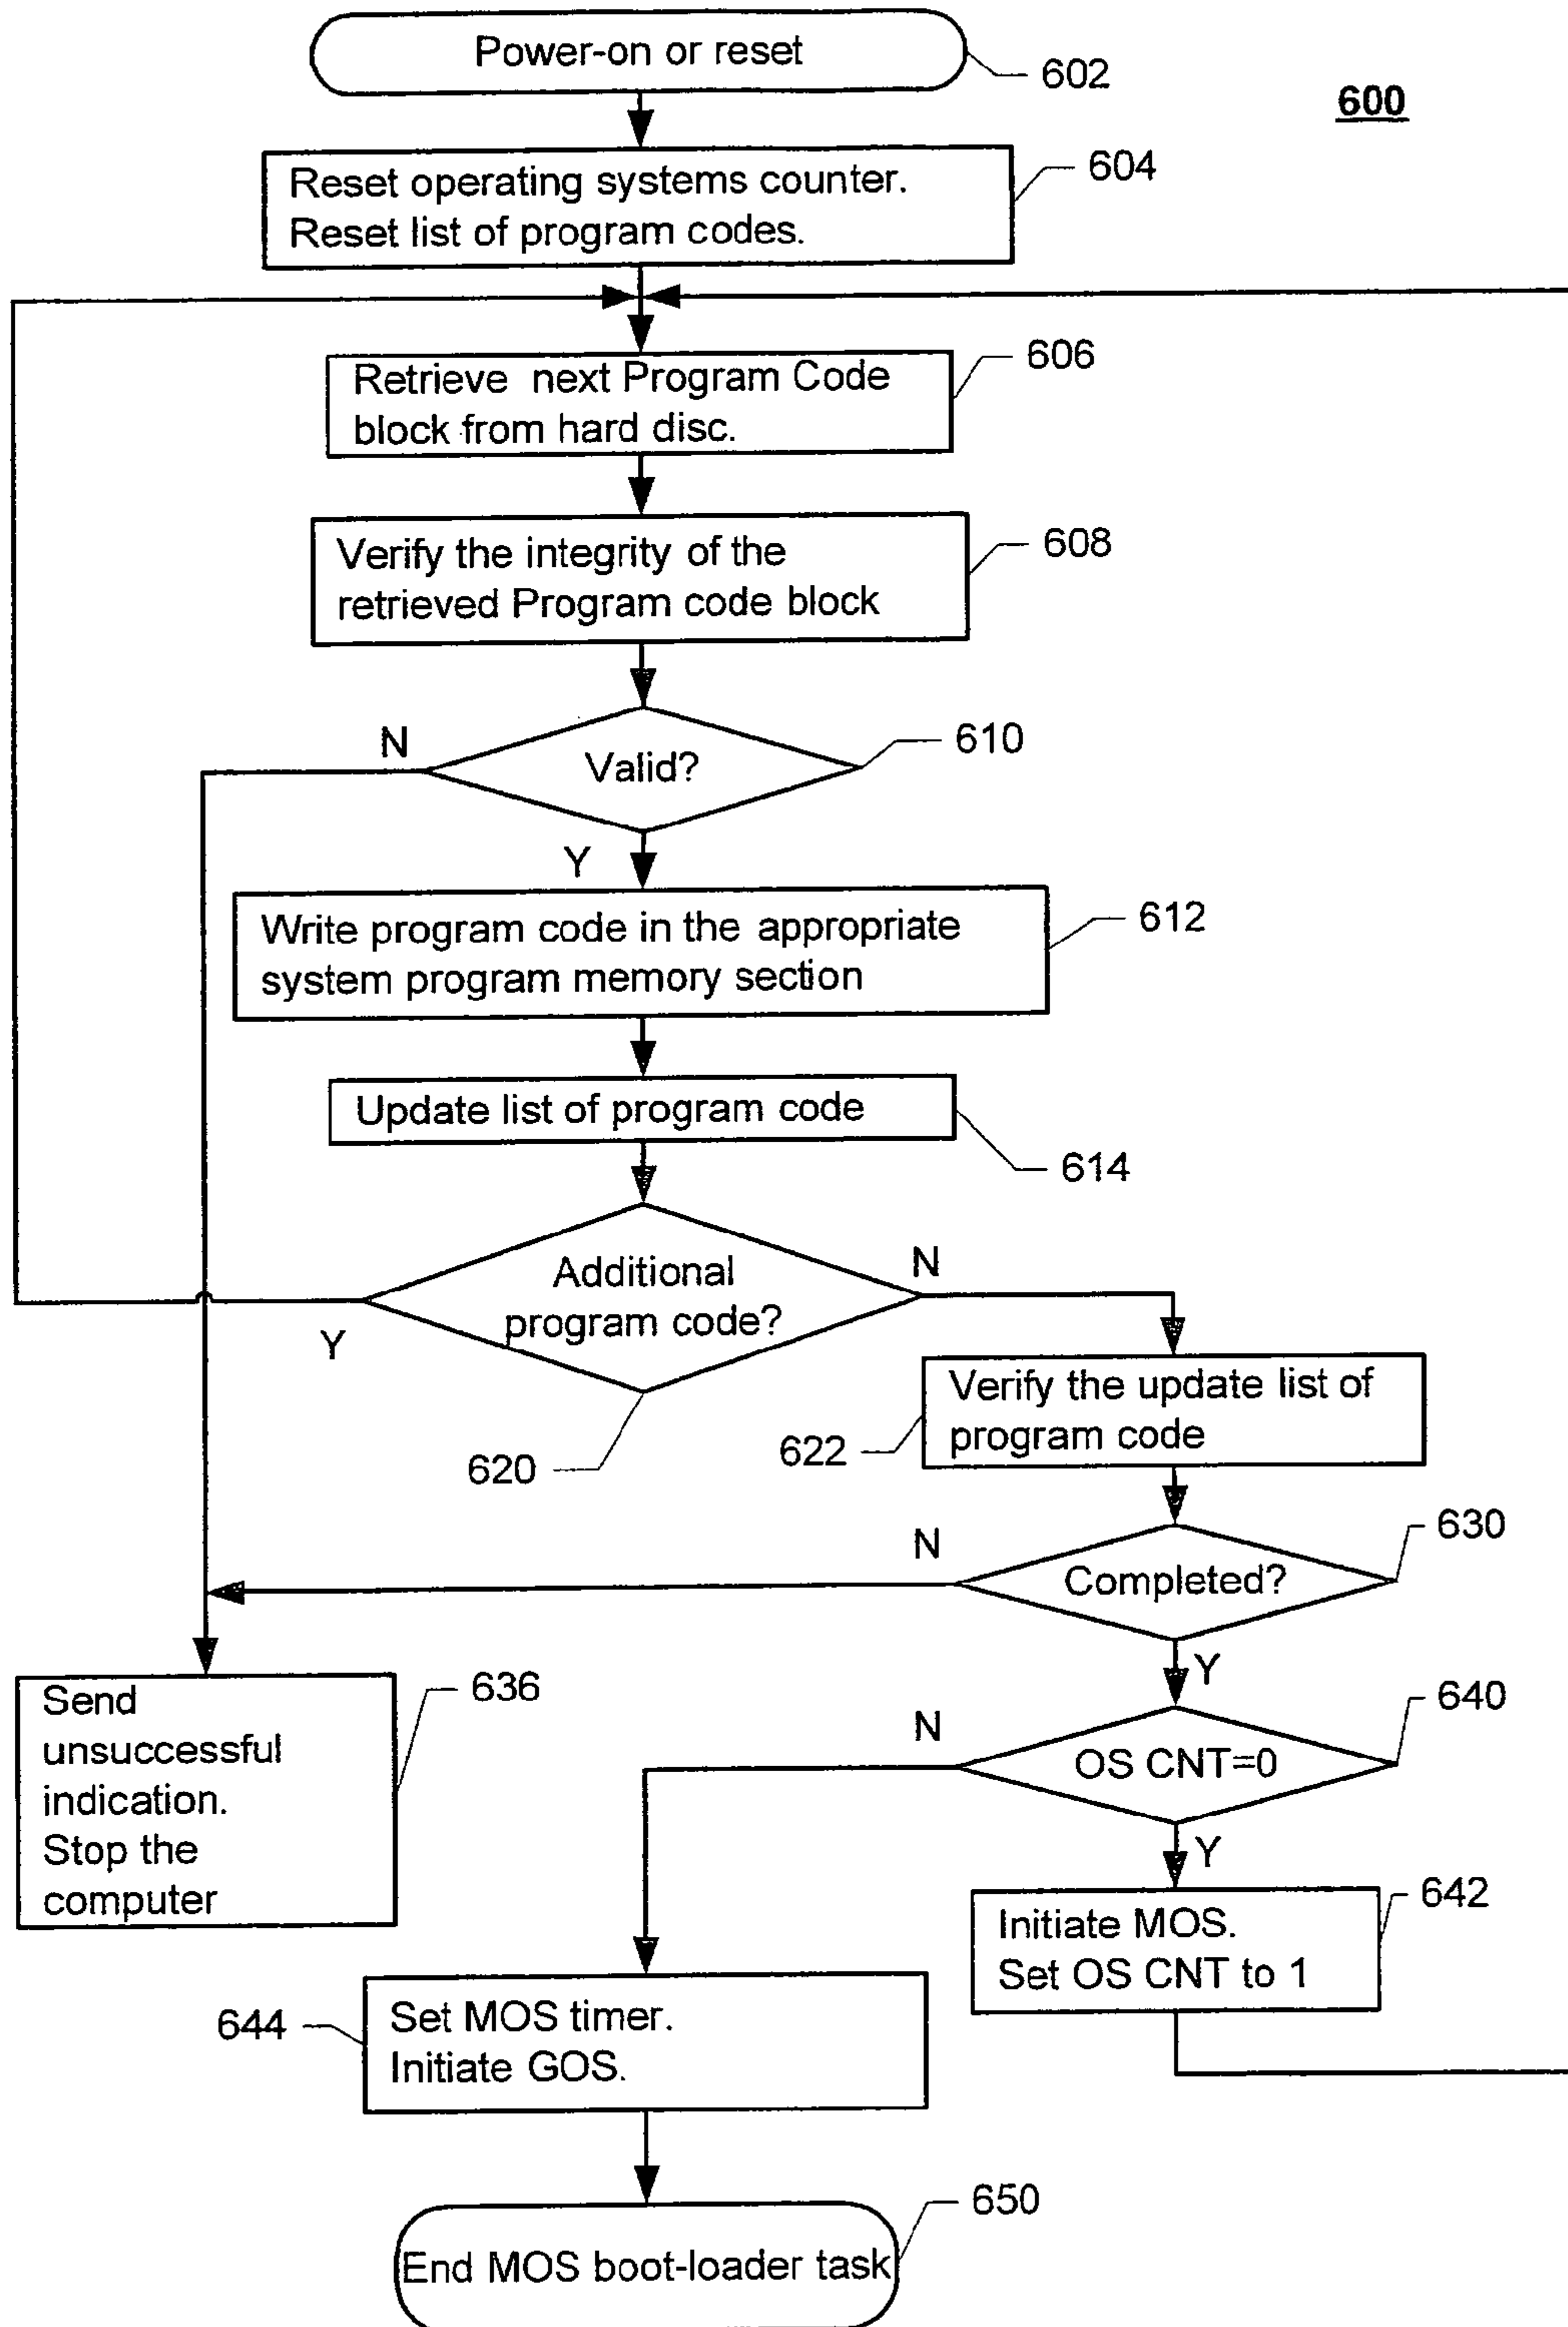 Power-on or reset
602
600
Reset operating systems counter.
Reset list of program codes.
604
Retrieve next Program Code
block from hard disc.
606
Verify the integrity of the
retrieved Program code block
608
N
Valid?
610
Y
Write program code in the appropriate
system program memory section
612
Update list of program code
614
Additional
program code?
N
Y
620
Verify the update list of
program code
622
N
Completed?
630
Y
Send
unsuccessful
indication.
Stop the
computer
636
N
OS CNT=0
640
Y
Initiate MOS.
Set OS CNT to 1
642
Set MOS timer.
Initiate GOS.
644
End MOS boot-loader task
650